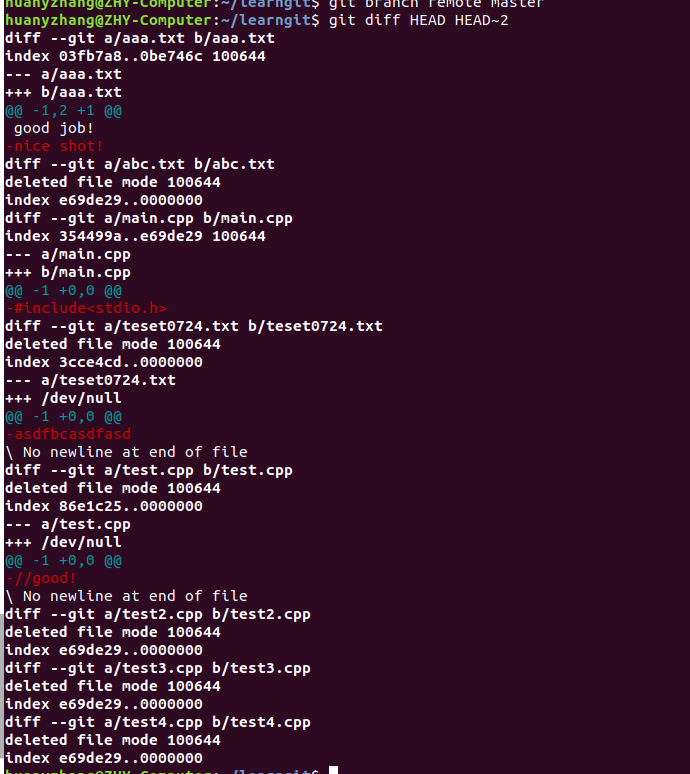 huanyzhang@ZHY-Computer:~/learngit$ git branch remote master
huanyzhang@ZHY-Computer:~/learngit$ git diff HEAD HEAD~2
diff --git a/aaa.txt b/aaa.txt
index 03fb7a8..0be746c 100644
--- a/aaa.txt
+++ b/aaa.txt
@@ -1,2 +1 @@
 good job!
-nice shot!
diff --git a/abc.txt b/abc.txt
deleted file mode 100644
index e69de29..0000000
diff --git a/main.cpp b/main.cpp
index 354499a..e69de29 100644
--- a/main.cpp
+++ b/main.cpp
@@ -1 +0,0 @@
-#include<stdio.h>
diff --git a/teset0724.txt b/teset0724.txt
deleted file mode 100644
index 3cce4cd..0000000
--- a/teset0724.txt
+++ /dev/null
@@ -1 +0,0 @@
-asdfbcasdfasd
\ No newline at end of file
diff --git a/test.cpp b/test.cpp
deleted file mode 100644
index 86e1c25..0000000
--- a/test.cpp
+++ /dev/null
@@ -1 +0,0 @@
-//good!
\ No newline at end of file
diff --git a/test2.cpp b/test2.cpp
deleted file mode 100644
index e69de29..0000000
diff --git a/test3.cpp b/test3.cpp
deleted file mode 100644
index e69de29..0000000
diff --git a/test4.cpp b/test4.cpp
deleted file mode 100644
index e69de29..0000000
huanyzhang@ZHY-Computer:~/learngit$